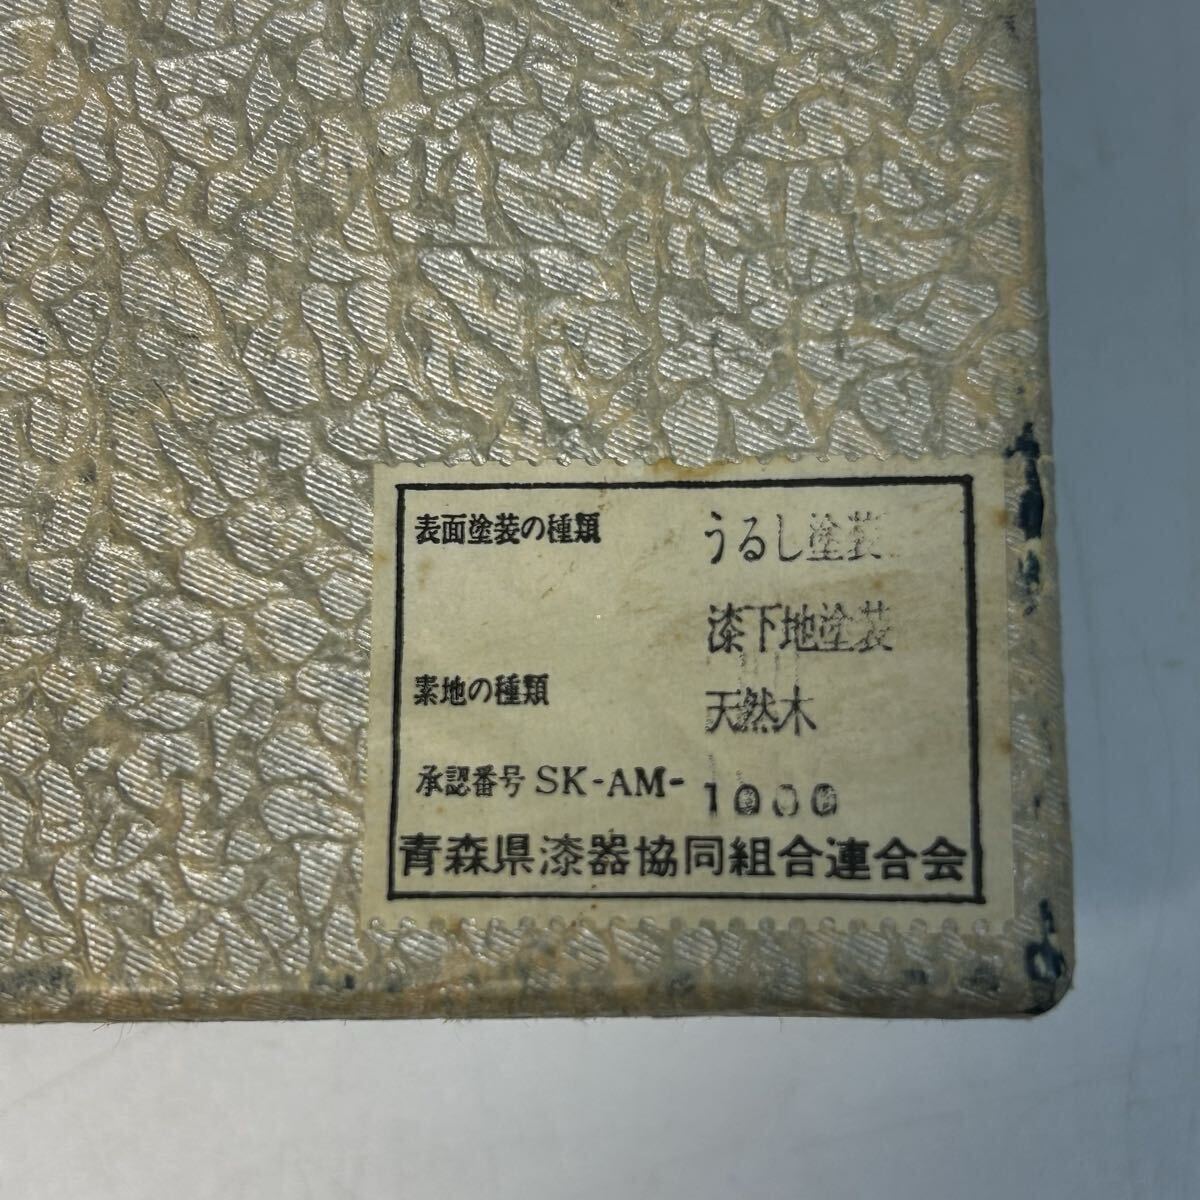 表面塗装の種類 うるし塗装
漆下地塗装
素地の種類 天然木
承認番号 SK-AM-1000
青森県漆器協同組合連合会